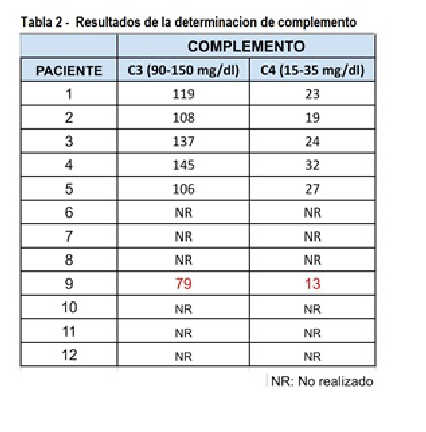 Tabla 2 - Resultados de la determinacion de complemento
COMPLEMENTO
PACIENTE C3 (90-150 mg/dl) C4 (15-35 mg/dl)
1 119 23
2 108 19
3 137 24
4 145 32
5 106 27
6 NR NR
7 NR NR
8 NR NR
9 79 13
10 NR NR
11 NR NR
12 NR NR
NR: No realizado